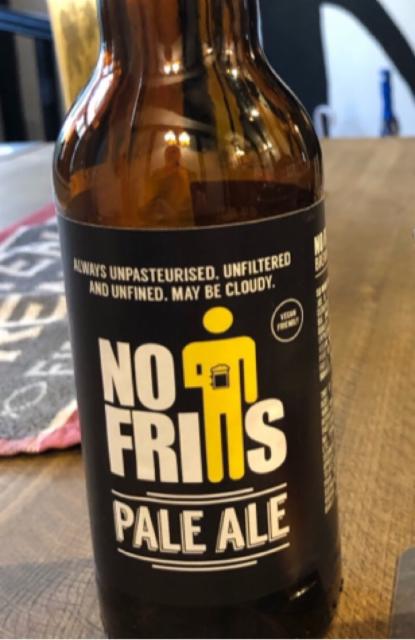 ALWAYS UNPASTEURISED, UNFILTERED
AND UNFINED. MAY BE CLOUDY.
VEGAN
FRIENDLY
NO
FRILLS
PALE ALE